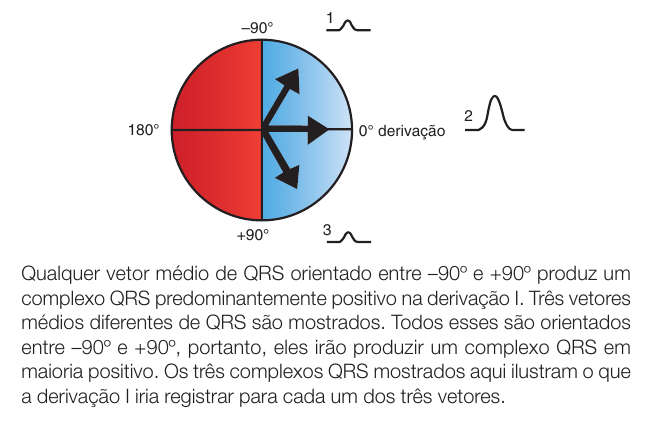 1
–90°
2
180°
0° derivação
+90°
3
Qualquer vetor médio de QRS orientado entre –90º e +90º produz um
complexo QRS predominantemente positivo na derivação I. Três vetores
médios diferentes de QRS são mostrados. Todos esses são orientados
entre –90º e +90º, portanto, eles irão produzir um complexo QRS em
maioria positivo. Os três complexos QRS mostrados aqui ilustram o que
a derivação I iria registrar para cada um dos três vetores.